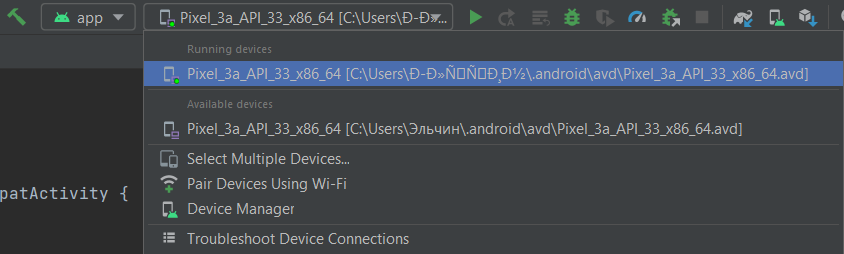 app
Pixel_3a_API_33_x86_64 [C:\Users\Ð-Ð»...
Running devices
Pixel_3a_API_33_x86_64 [C:\Users\Ð-Ð»Ñ□Ñ□Ð¸Ð½\.android\avd\Pixel_3a_API_33_x86_64.avd]
Available devices
Pixel_3a_API_33_x86_64 [C:\Users\Эльчин\.android\avd\Pixel_3a_API_33_x86_64.avd]
Select Multiple Devices...
patActivity {
Pair Devices Using Wi-Fi
Device Manager
Troubleshoot Device Connections